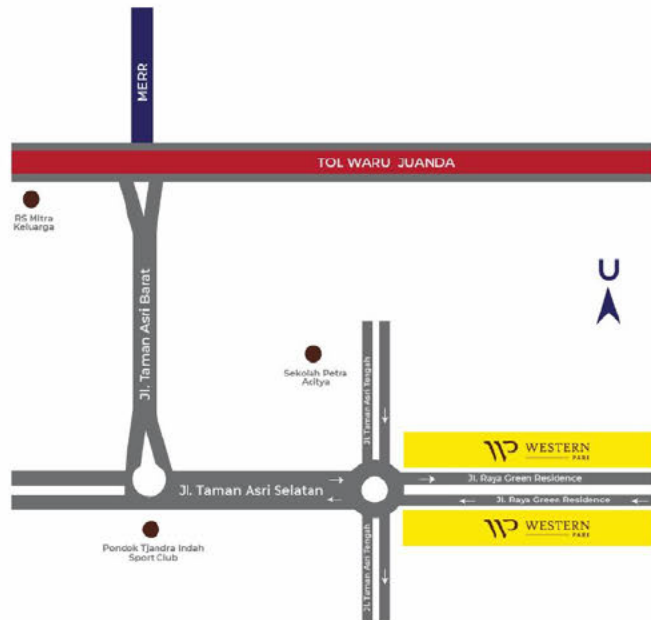 MERR
TOL WARU JUANDA
RS Mitra
Keluarga
Jl. Taman Asri Barat
U
Sekolah Petra
Acitya
Jl. Taman Asri Tengah
WP WESTERN
PARK
Jl. Raya Green Residence
Jl. Taman Asri Selatan
Jl. Raya Green Residence
WP WESTERN
PARK
Pondok Tjandra Indah
Sport Club
Jl. Taman Asri Tengah